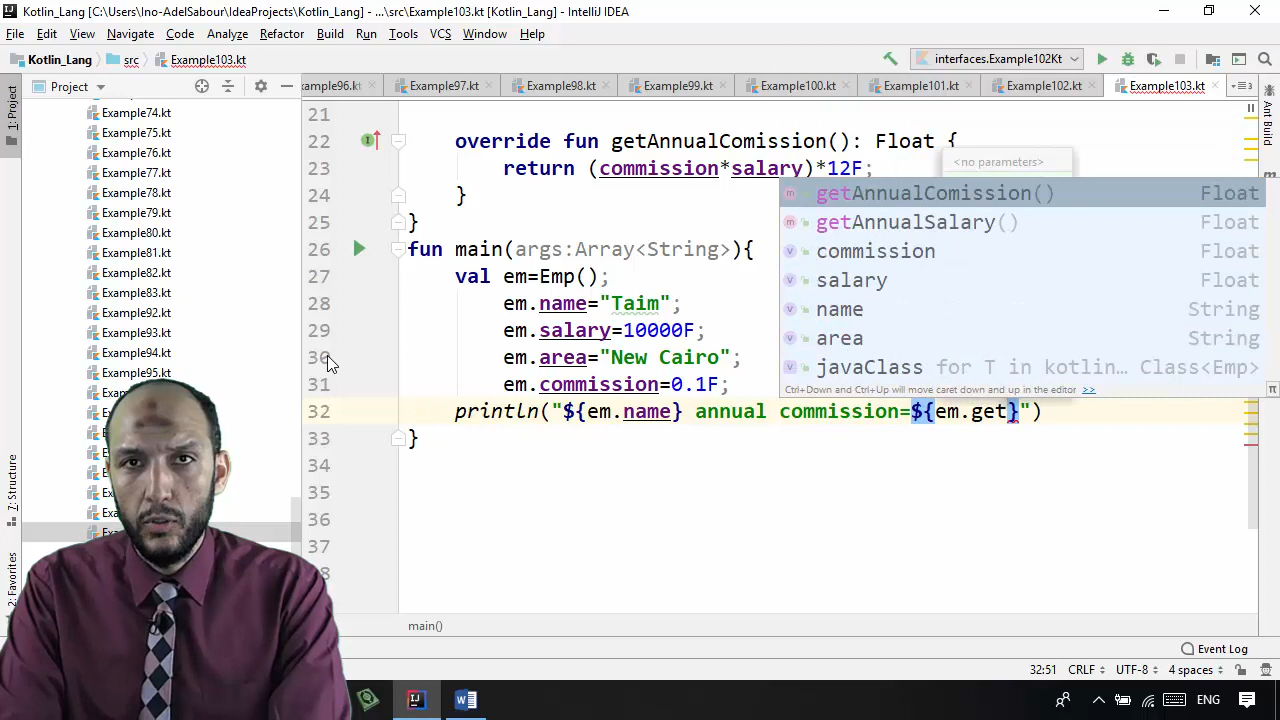 Kotlin_Lang [C:\Users\Ino-AdelSabour\IdeaProjects\Kotlin_Lang] - ...\src\Example103.kt [Kotlin_Lang] - IntelliJ IDEA
File Edit View Navigate Code Analyze Refactor Build Run Tools VCS Window Help
Kotlin_Lang src Example103.kt interfaces.Example102Kt
Project
ample96.kt Example97.kt Example98.kt Example99.kt Example100.kt Example101.kt Example102.kt Example103.kt
1: Project
7: Structure
2: Favorites
Ant Build
Example74.kt
Example75.kt
Example76.kt
Example77.kt
Example78.kt
Example79.kt
Example80.kt
Example81.kt
Example82.kt
Example83.kt
Example92.kt
Example93.kt
Example94.kt
Example95.kt
21
22 override fun getAnnualComission(): Float {
<no parameters>
23 return (commission*salary)*12F;
24 }
25 }
26 fun main(args:Array<String>){
27 val em=Emp();
28 em.name="Taim";
29 em.salary=10000F;
30 em.area="New Cairo";
31 em.commission=0.1F;
32 println("${em.name} annual commission=${em.get}")
33 }
34
35
36
37
8
getAnnualComission() Float
getAnnualSalary() Float
commission Float
salary Float
name String
area String
javaClass for T in kotlin... Class<Emp>
Ctrl+Down and Ctrl+Up will move caret down and up in the editor >>
main()
Event Log
32:51 CRLF UTF-8 4 spaces
ENG